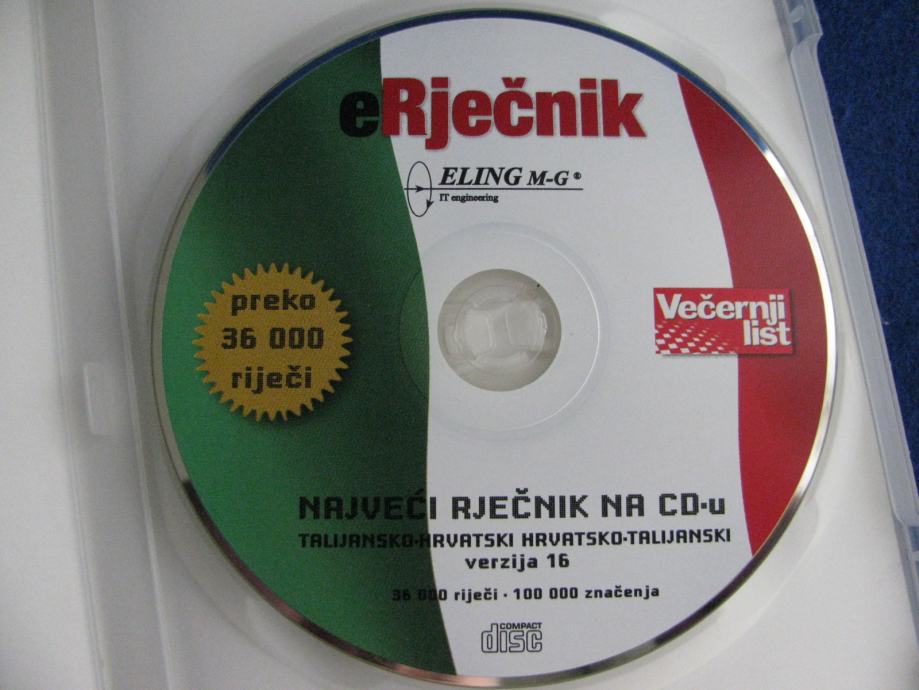 eRječnik
ELING M-G ®
IT engineering
preko
36 000
riječi
Večernji
list
NAJVEĆI RJEČNIK NA CD-u
TALIJANSKO-HRVATSKI HRVATSKO-TALIJANSKI
verzija 16
36 000 riječi · 100 000 značenja
COMPACT
disc